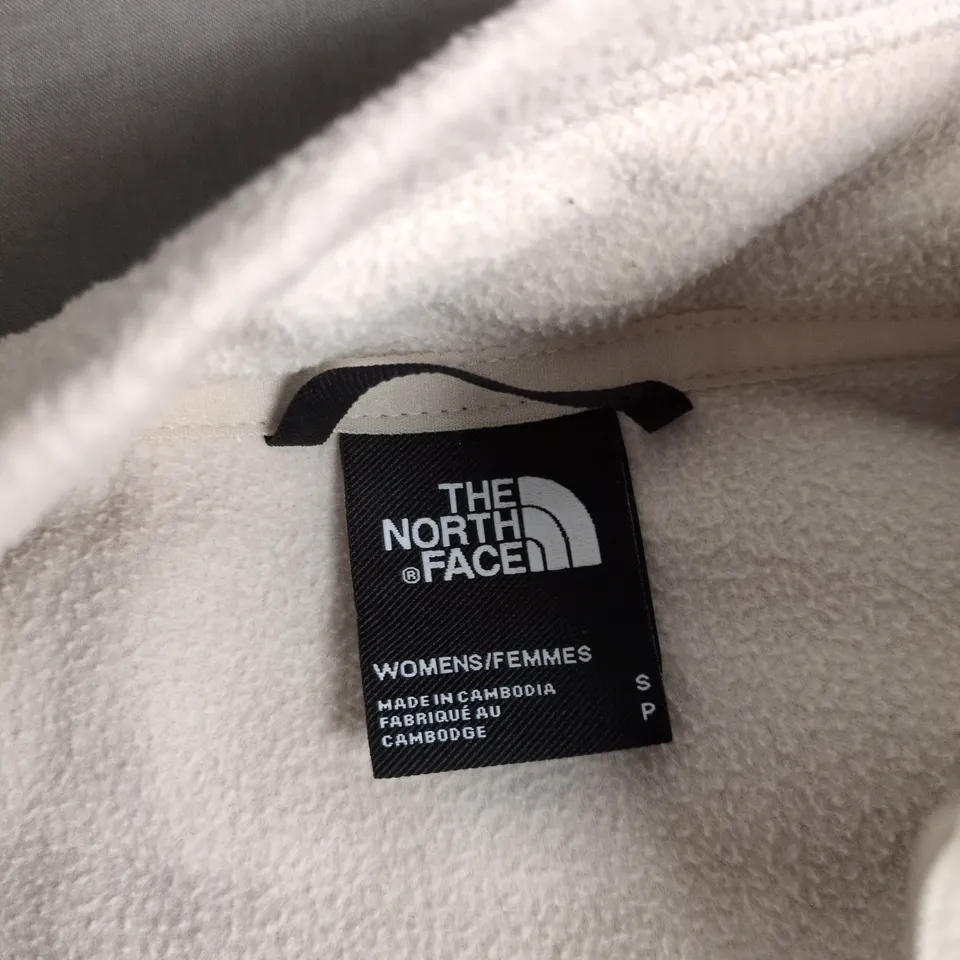 THE
NORTH
® FACE
WOMENS/FEMMES
MADE IN CAMBODIA
FABRIQUÉ AU
CAMBODGE
S
P